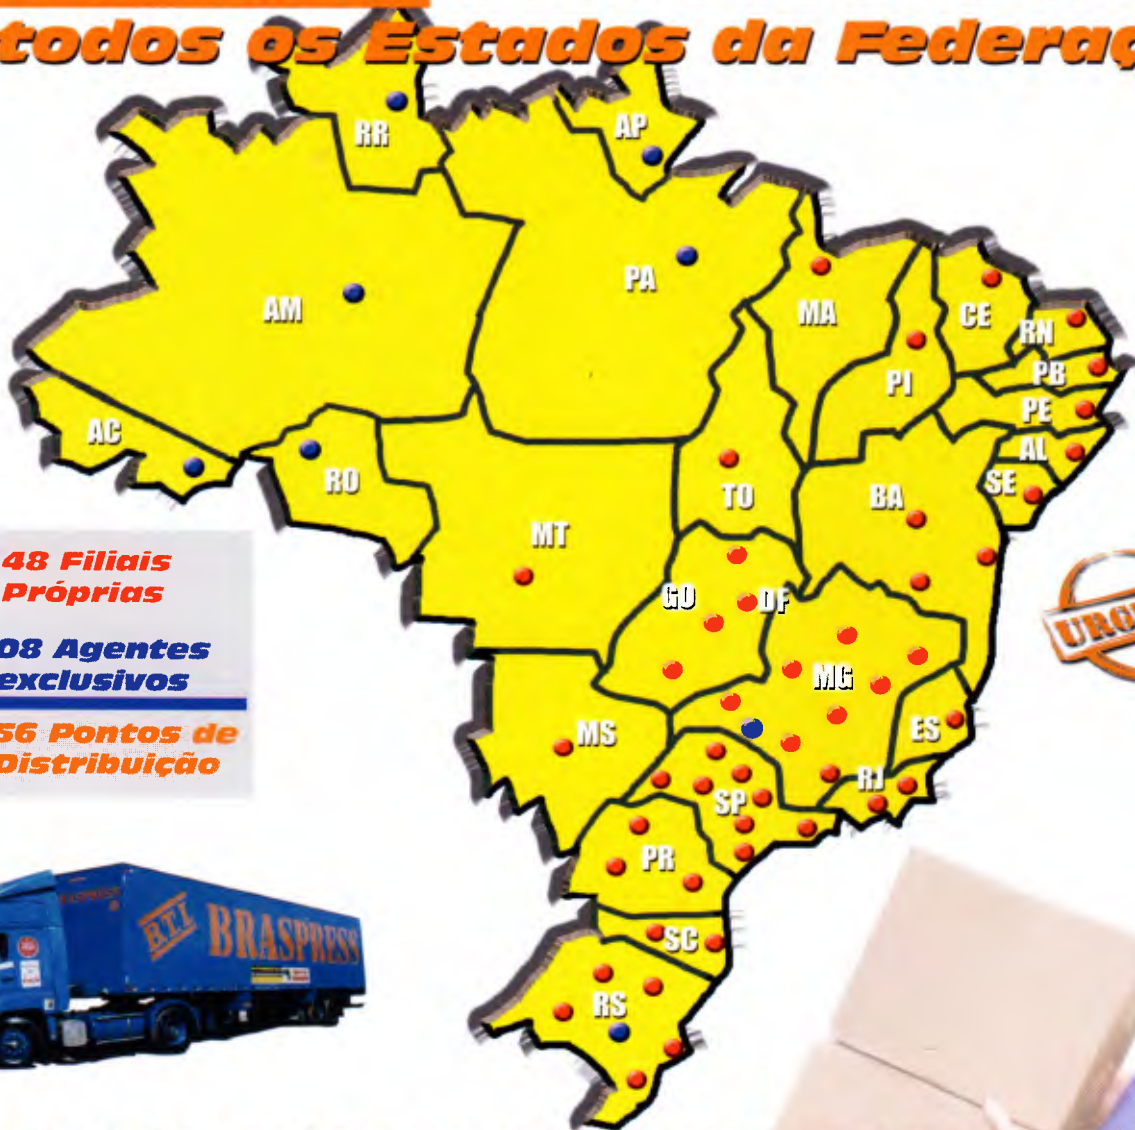 todos os Estados da Federaç
RR
AP
AM
PA
MA
CE
RN
PB
PI
PE
AC
AL
RO
SE
TO
BA
MT
GO
DF
MG
MS
ES
RJ
SP
PR
SC
RS
48 Filiais
Próprias
08 Agentes
exclusivos
56 Pontos de
Distribuição
URG
B.T.I
BRASPRESS